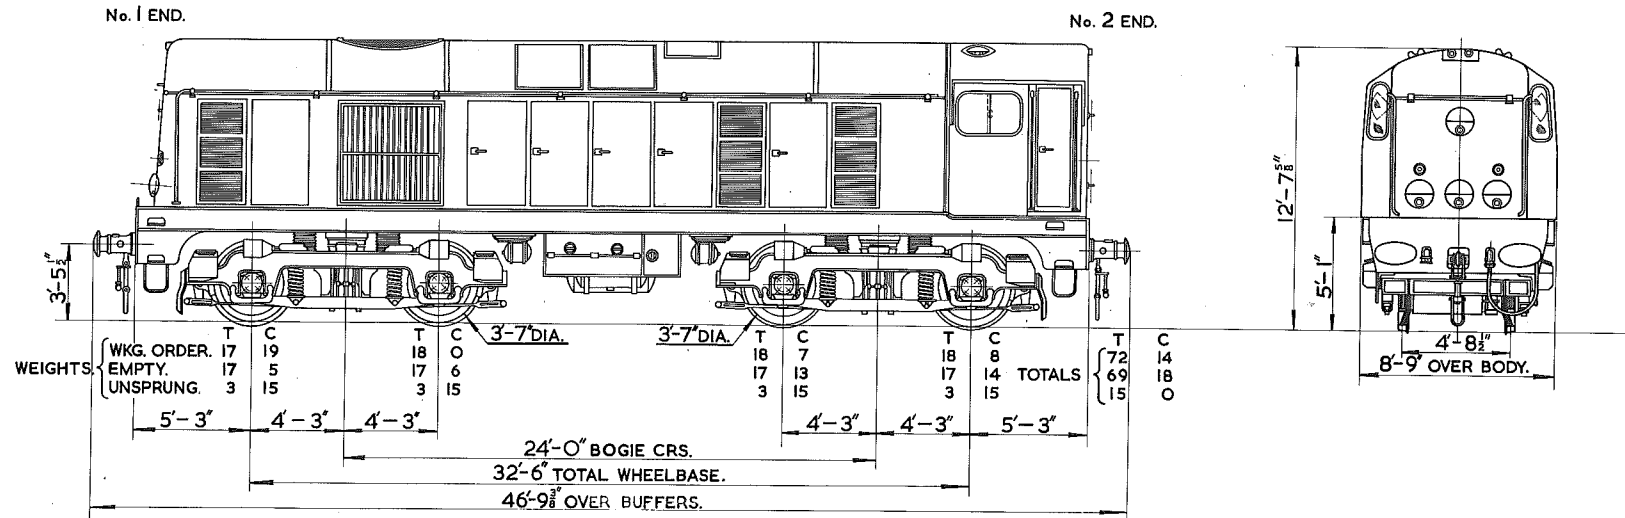 No. 1 END.
No. 2 END.
3'-5½"
12'-7⅝"
5'-1"
3'-7" DIA.
3'-7" DIA.
4'-8½"
8'-9" OVER BODY.
T C T C T C T C T C
WEIGHTS. WKG. ORDER. 17 19 18 0 18 7 18 8 TOTALS 72 14
EMPTY. 17 5 17 6 17 13 17 14 69 18
UNSPRUNG. 3 15 3 15 3 15 3 15 15 0
5'-3" 4'-3" 4'-3" 4'-3" 4'-3" 5'-3"
24'-0" BOGIE CRS.
32'-6" TOTAL WHEELBASE.
46'-9⅜" OVER BUFFERS.